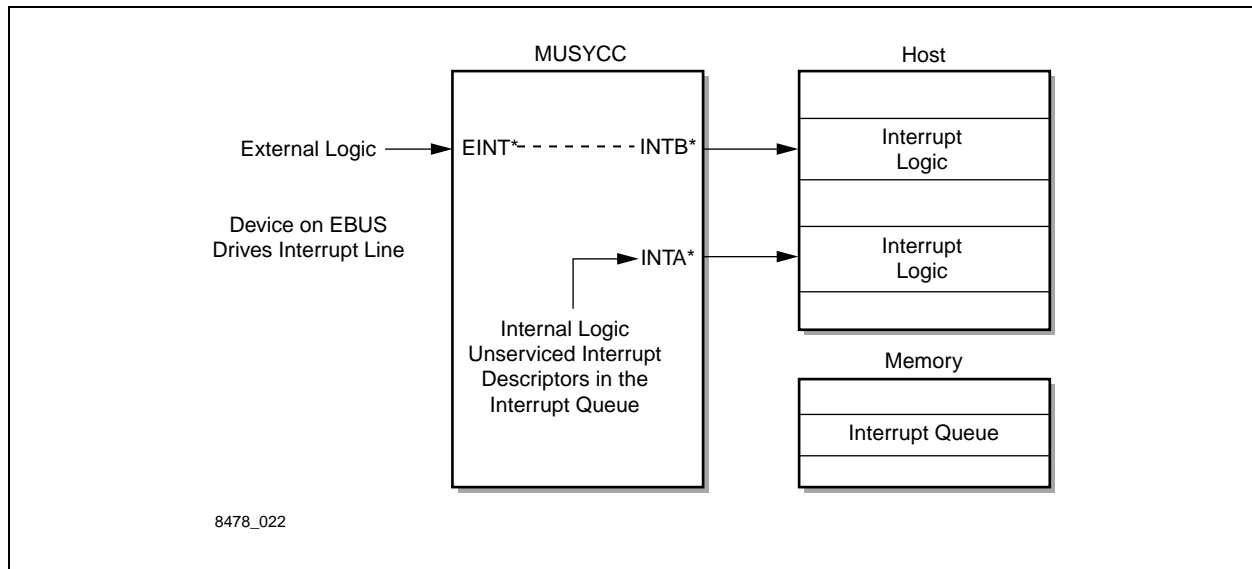 MUSYCC
Host
External Logic
EINT*
INTB*
Interrupt
Logic
Device on EBUS
Drives Interrupt Line
INTA*
Interrupt
Logic
Internal Logic
Unserviced Interrupt
Descriptors in the
Interrupt Queue
Memory
Interrupt Queue
8478_022